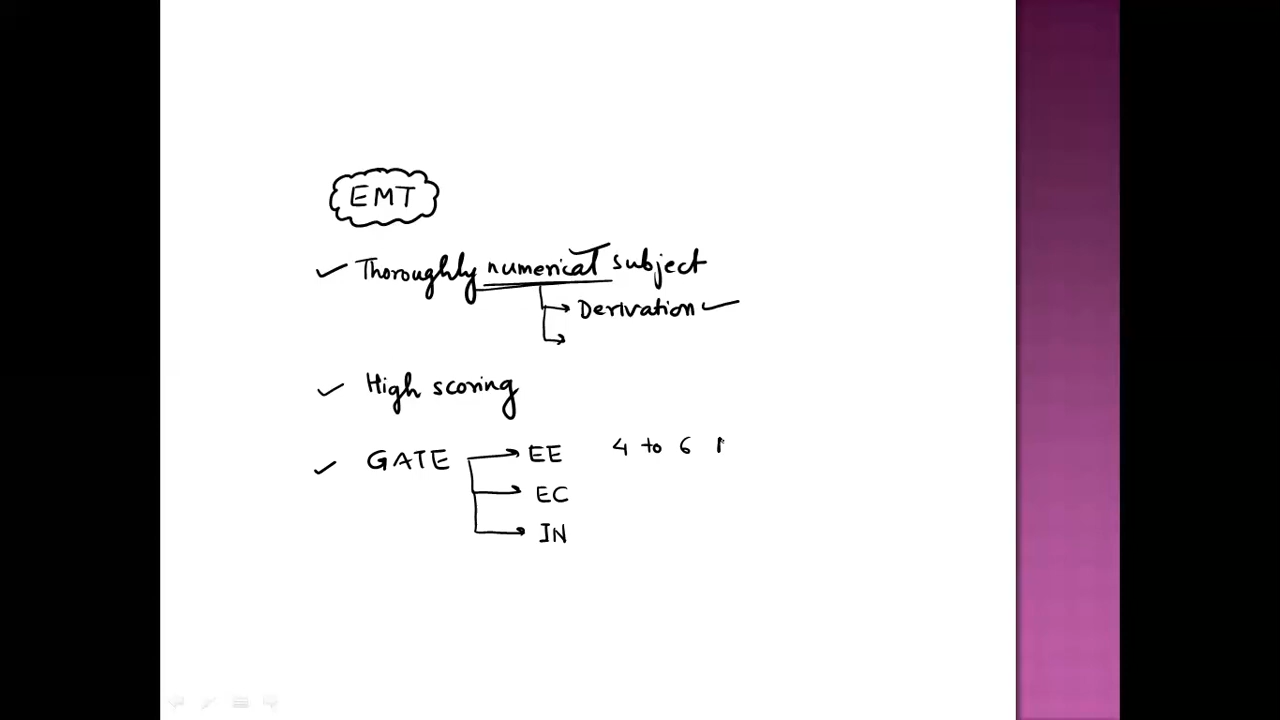 EMT
Thoroughly numerical subject
Derivation
High scoring
GATE EE 4 to 6
EC
IN